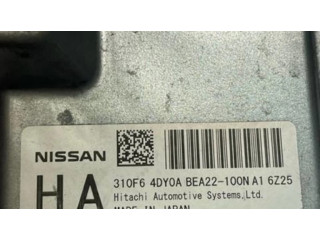 NISSAN
HA
310F6 4DY0A BEA22-100N A1 6Z25
Hitachi Automotive Systems,Ltd.
MADE IN JAPAN